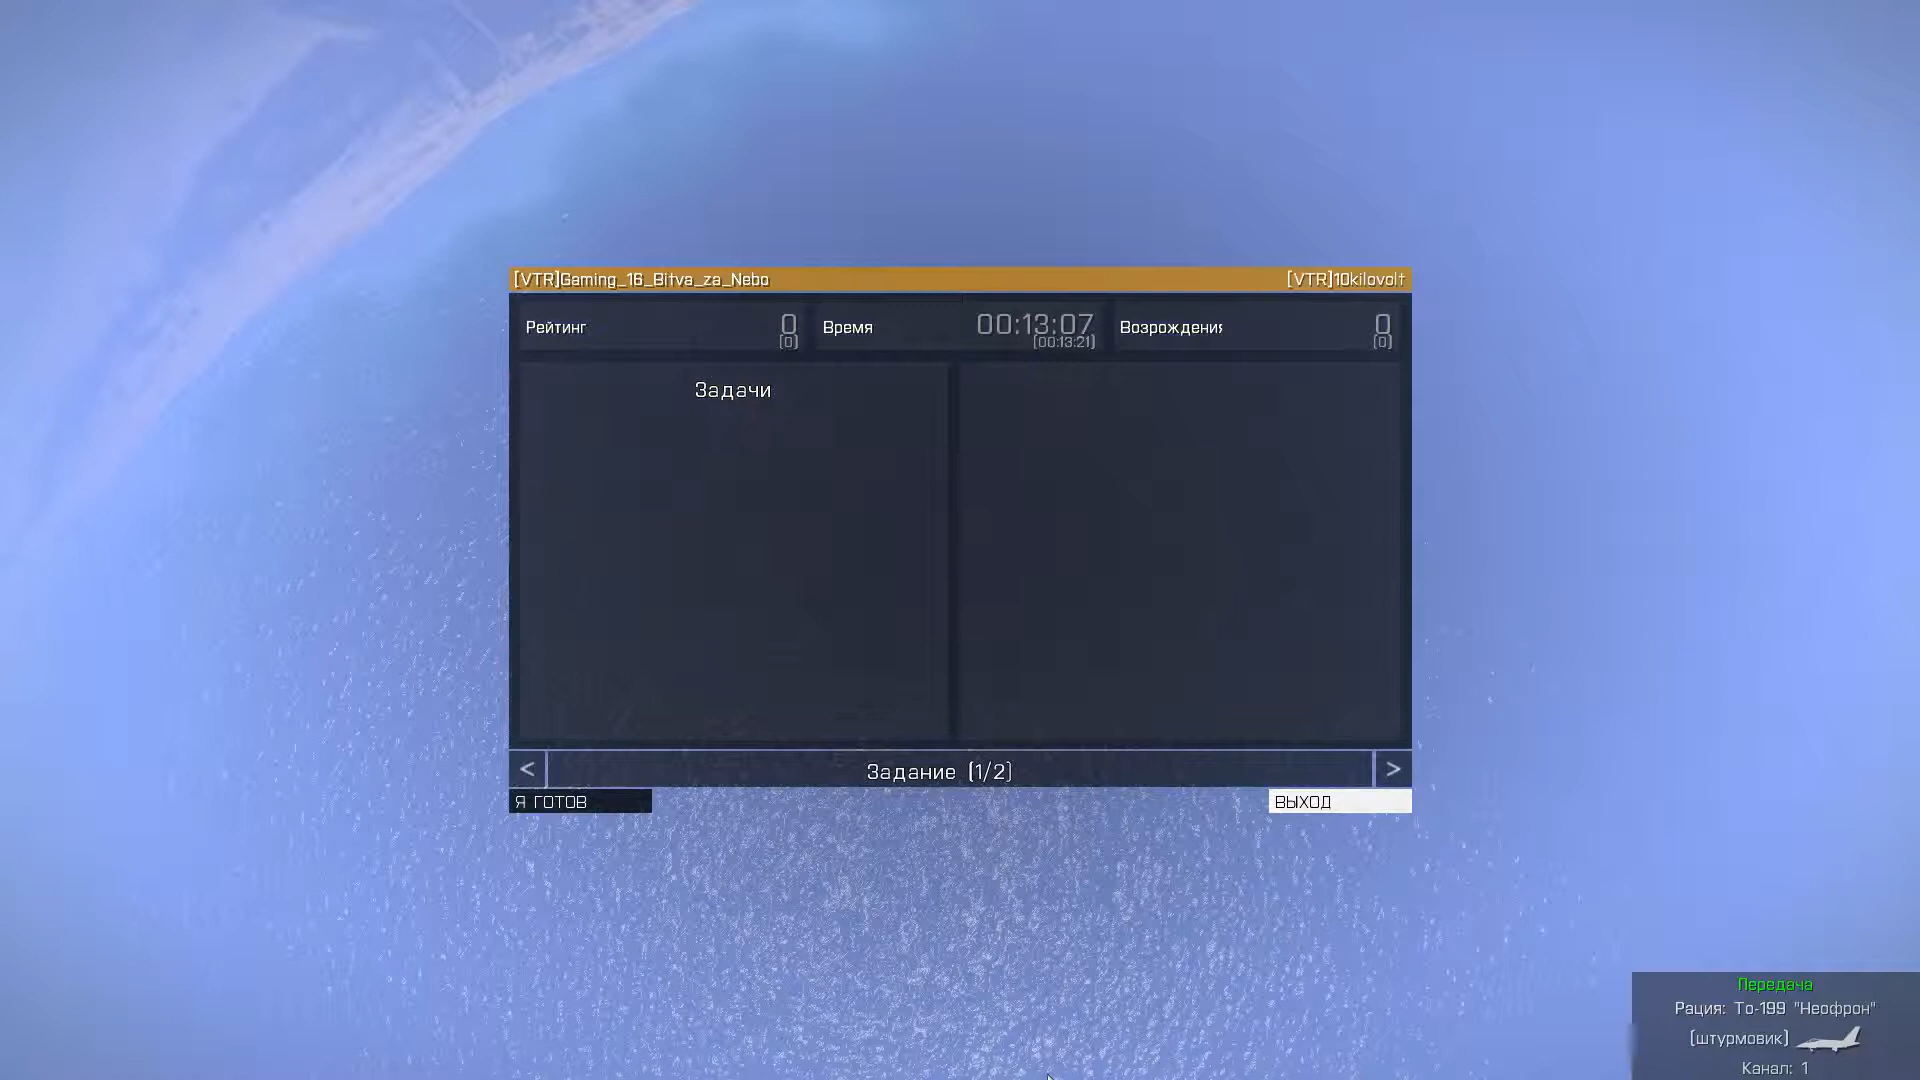 [VTR]Gaming_16_Bitva_za_Nebo [VTR]10kilovolt
Рейтинг 0 Время 00:13:07 Возрождения 0
(0) (00:13:21) (0)
Задачи
< Задание (1/2) >
Я ГОТОВ ВЫХОД
Передача
Рация: То-199 "Неофрон"
(штурмовик)
Канал: 1